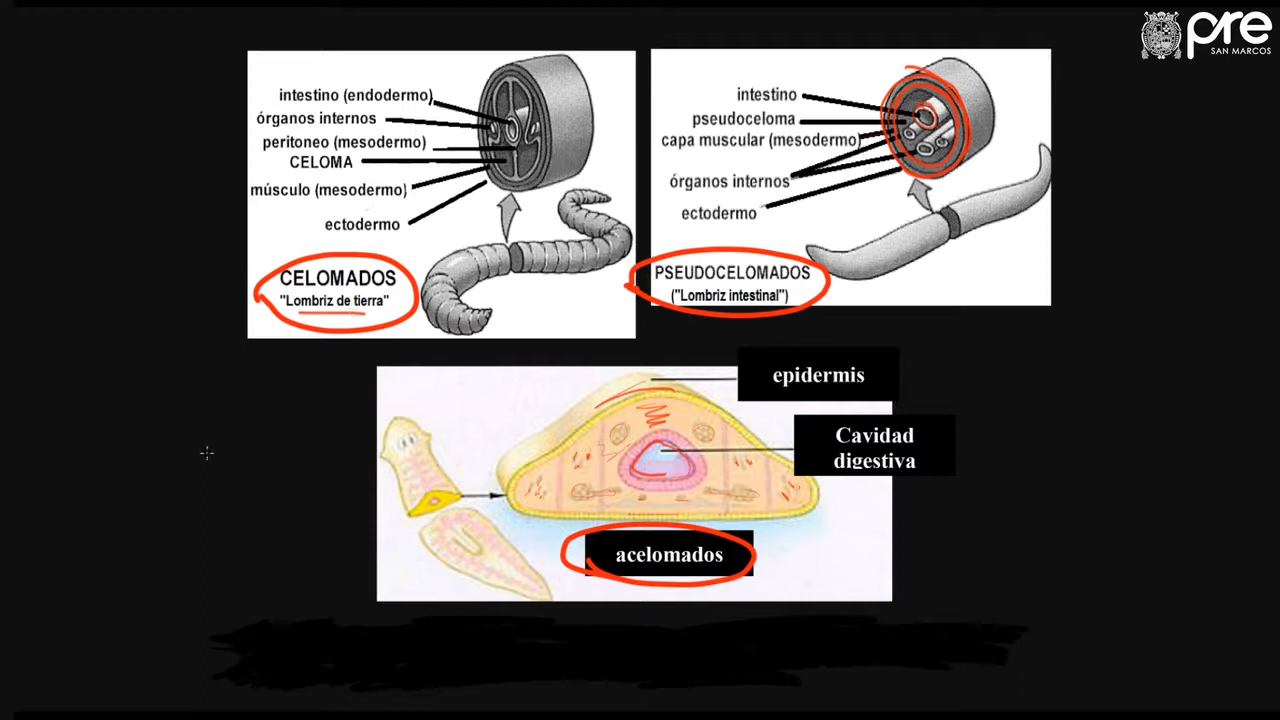 pre
SAN MARCOS
intestino (endodermo)
órganos internos
peritoneo (mesodermo)
CELOMA
músculo (mesodermo)
ectodermo
CELOMADOS
"Lombriz de tierra"
intestino
pseudoceloma
capa muscular (mesodermo)
órganos internos
ectodermo
PSEUDOCELOMADOS
("Lombriz intestinal")
epidermis
Cavidad
digestiva
acelomados